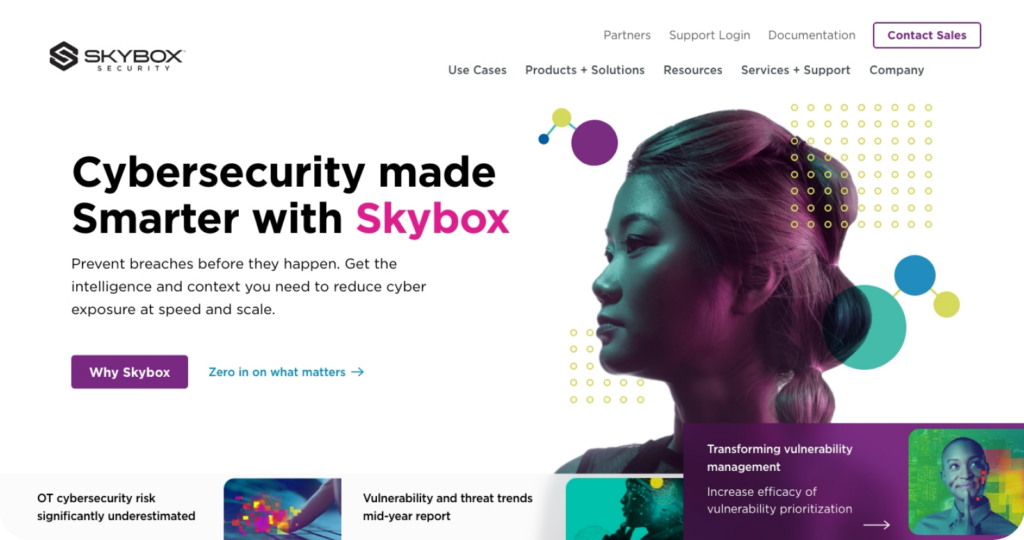 Partners Support Login Documentation Contact Sales
SKYBOX
SECURITY
Use Cases Products + Solutions Resources Services + Support Company
Cybersecurity made
Smarter with Skybox
Prevent breaches before they happen. Get the
intelligence and context you need to reduce cyber
exposure at speed and scale.
Why Skybox Zero in on what matters →
OT cybersecurity risk
significantly underestimated
Vulnerability and threat trends
mid-year report
Transforming vulnerability
management
Increase efficacy of
vulnerability prioritization